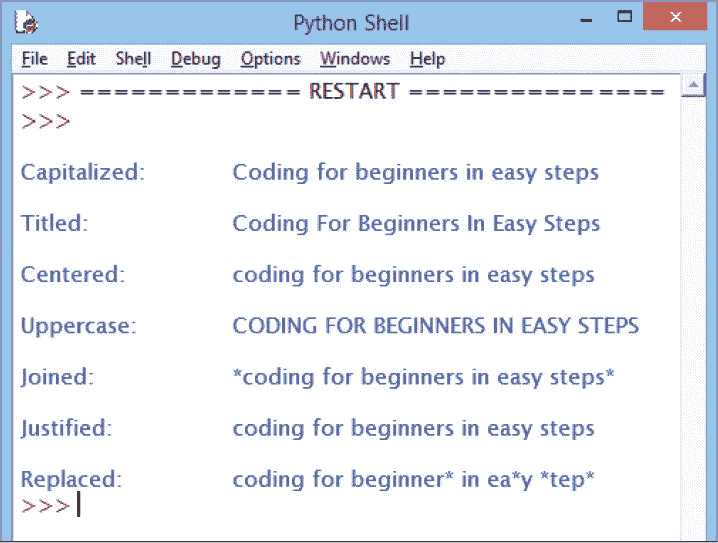 Python Shell
File Edit Shell Debug Options Windows Help
>>> ============= RESTART ================
>>>
Capitalized: Coding for beginners in easy steps
Titled: Coding For Beginners In Easy Steps
Centered: coding for beginners in easy steps
Uppercase: CODING FOR BEGINNERS IN EASY STEPS
Joined: *coding for beginners in easy steps*
Justified: coding for beginners in easy steps
Replaced: coding for beginner* in ea*y *tep*
>>>